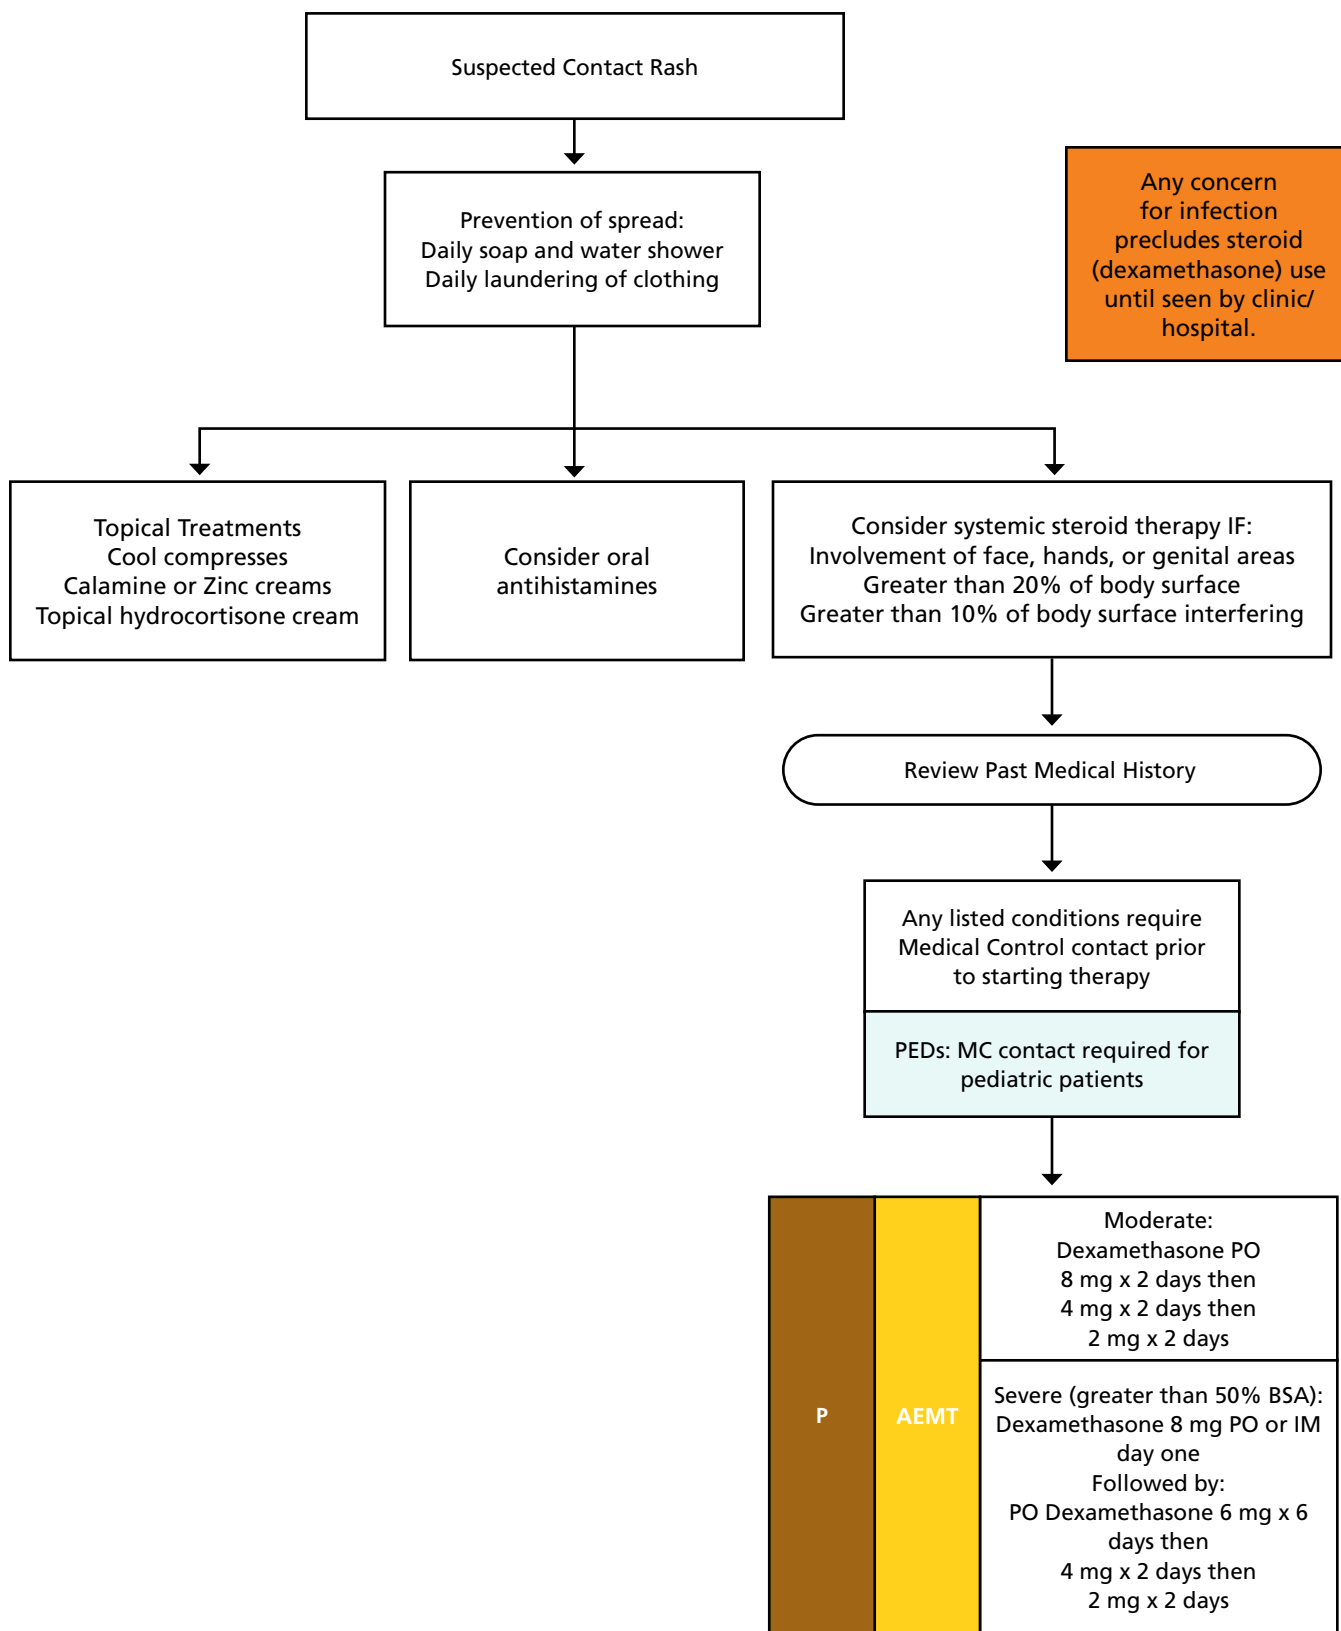 Suspected Contact Rash
Prevention of spread:
Daily soap and water shower
Daily laundering of clothing
Any concern
for infection
precludes steroid
(dexamethasone) use
until seen by clinic/
hospital.
Topical Treatments
Cool compresses
Calamine or Zinc creams
Topical hydrocortisone cream
Consider oral
antihistamines
Consider systemic steroid therapy IF:
Involvement of face, hands, or genital areas
Greater than 20% of body surface
Greater than 10% of body surface interfering
Review Past Medical History
Any listed conditions require
Medical Control contact prior
to starting therapy
PEDs: MC contact required for
pediatric patients
P
AEMT
Moderate:
Dexamethasone PO
8 mg x 2 days then
4 mg x 2 days then
2 mg x 2 days
Severe (greater than 50% BSA):
Dexamethasone 8 mg PO or IM
day one
Followed by:
PO Dexamethasone 6 mg x 6
days then
4 mg x 2 days then
2 mg x 2 days